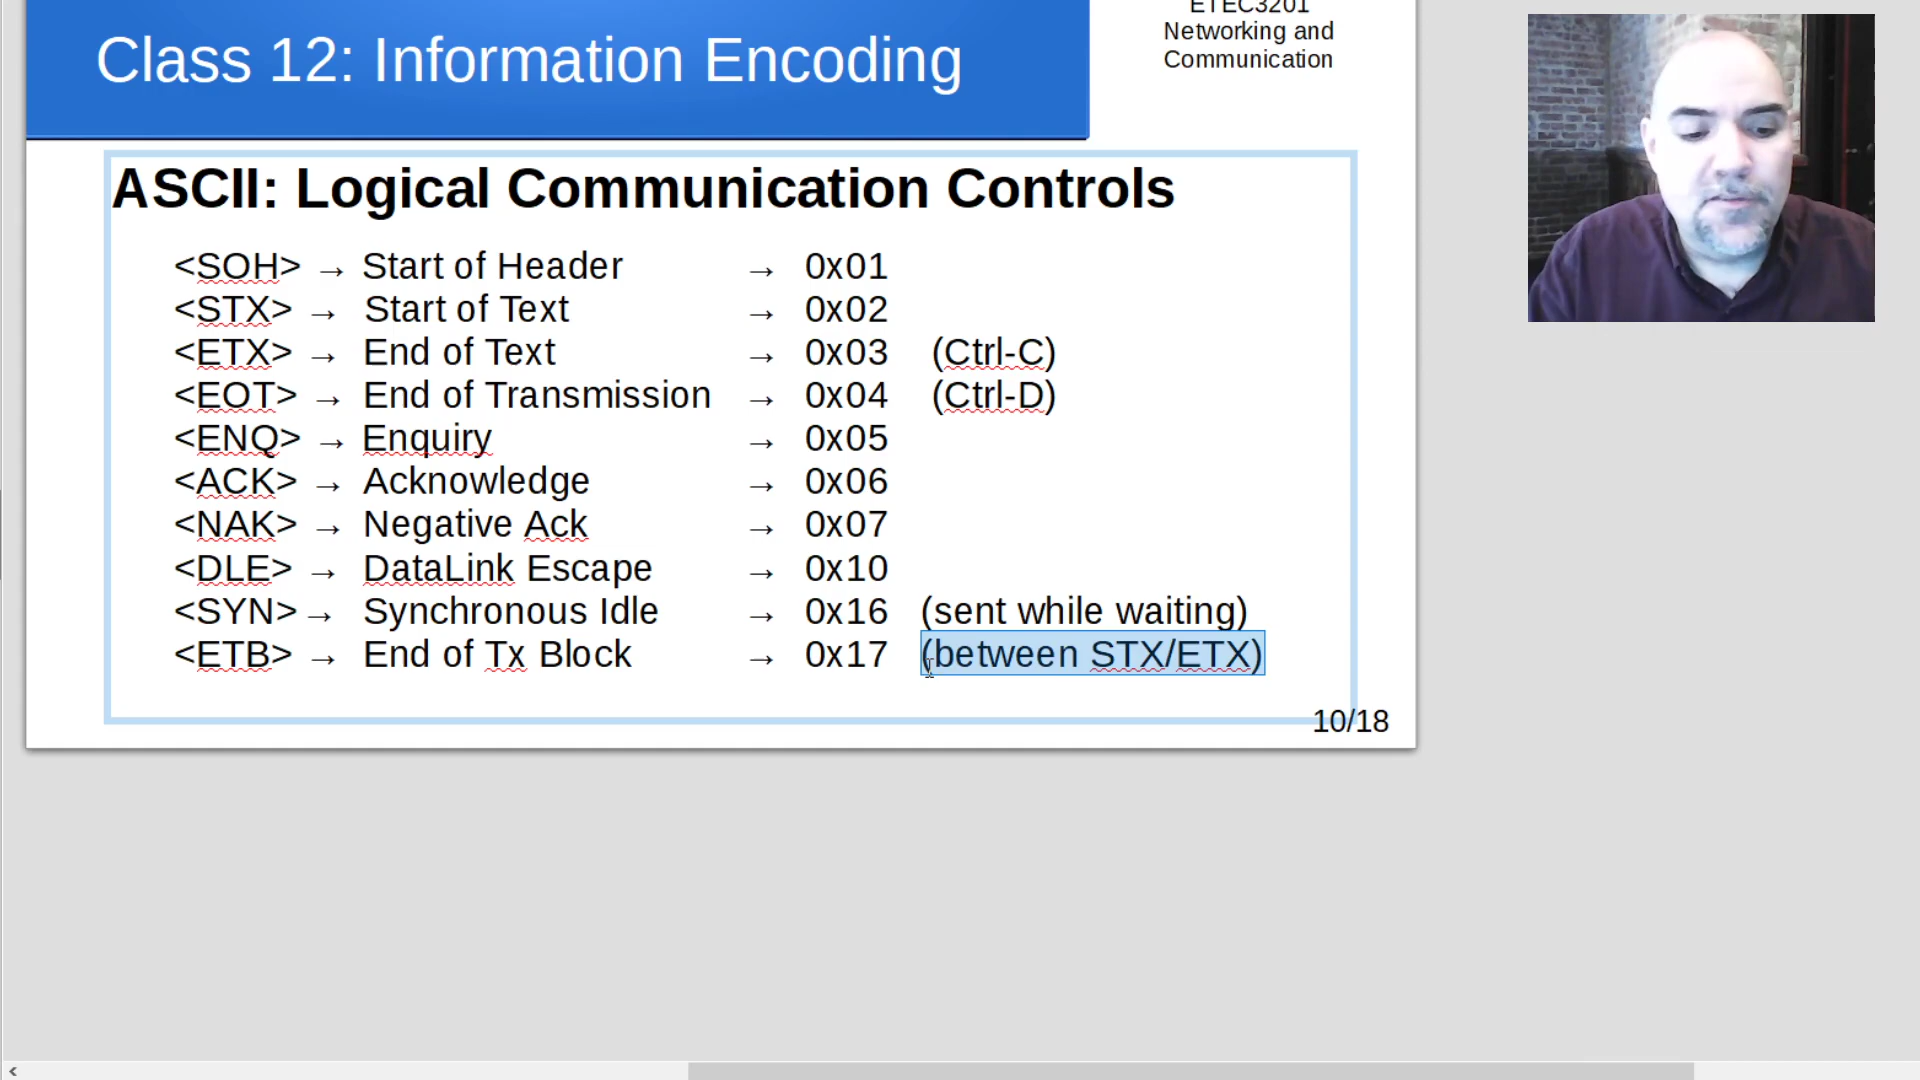 ETEC3201
Networking and
Communication
Class 12: Information Encoding
ASCII: Logical Communication Controls
<SOH> → Start of Header → 0x01
<STX> → Start of Text → 0x02
<ETX> → End of Text → 0x03 (Ctrl-C)
<EOT> → End of Transmission → 0x04 (Ctrl-D)
<ENQ> → Enquiry → 0x05
<ACK> → Acknowledge → 0x06
<NAK> → Negative Ack → 0x07
<DLE> → DataLink Escape → 0x10
<SYN> → Synchronous Idle → 0x16 (sent while waiting)
<ETB> → End of Tx Block → 0x17 (between STX/ETX)
10/18